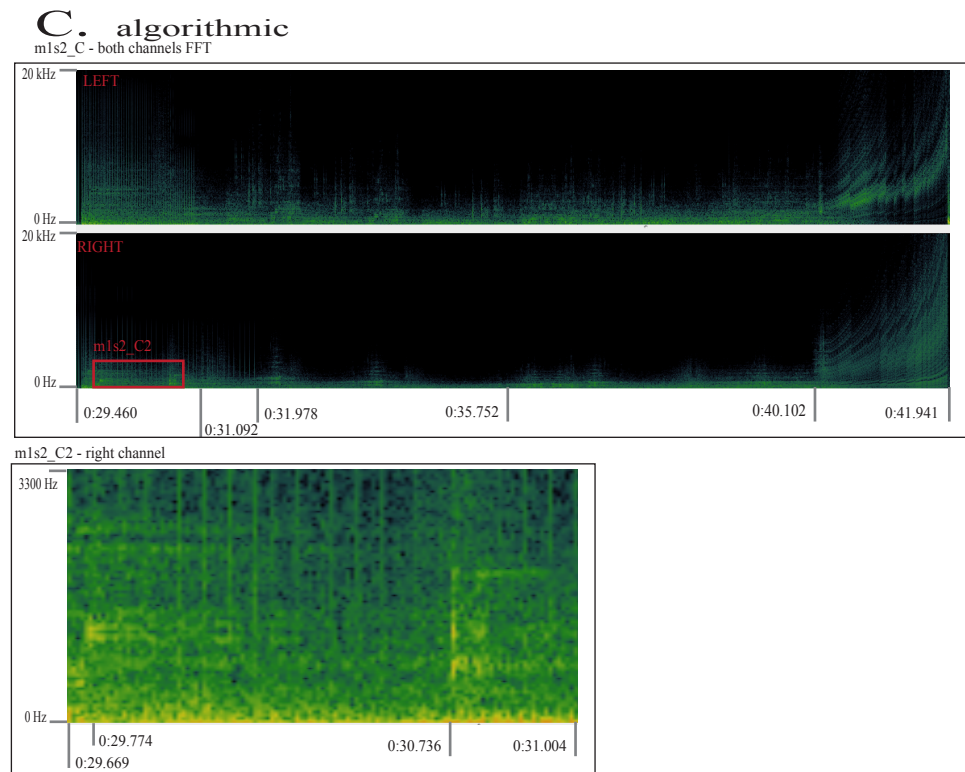 C. algorithmic
m1s2_C - both channels FFT
20 kHz
LEFT
0 Hz
20 kHz
RIGHT
m1s2_C2
0 Hz
0:29.460
0:31.092
0:31.978
0:35.752
0:40.102
0:41.941
m1s2_C2 - right channel
3300 Hz
0 Hz
0:29.669
0:29.774
0:30.736
0:31.004